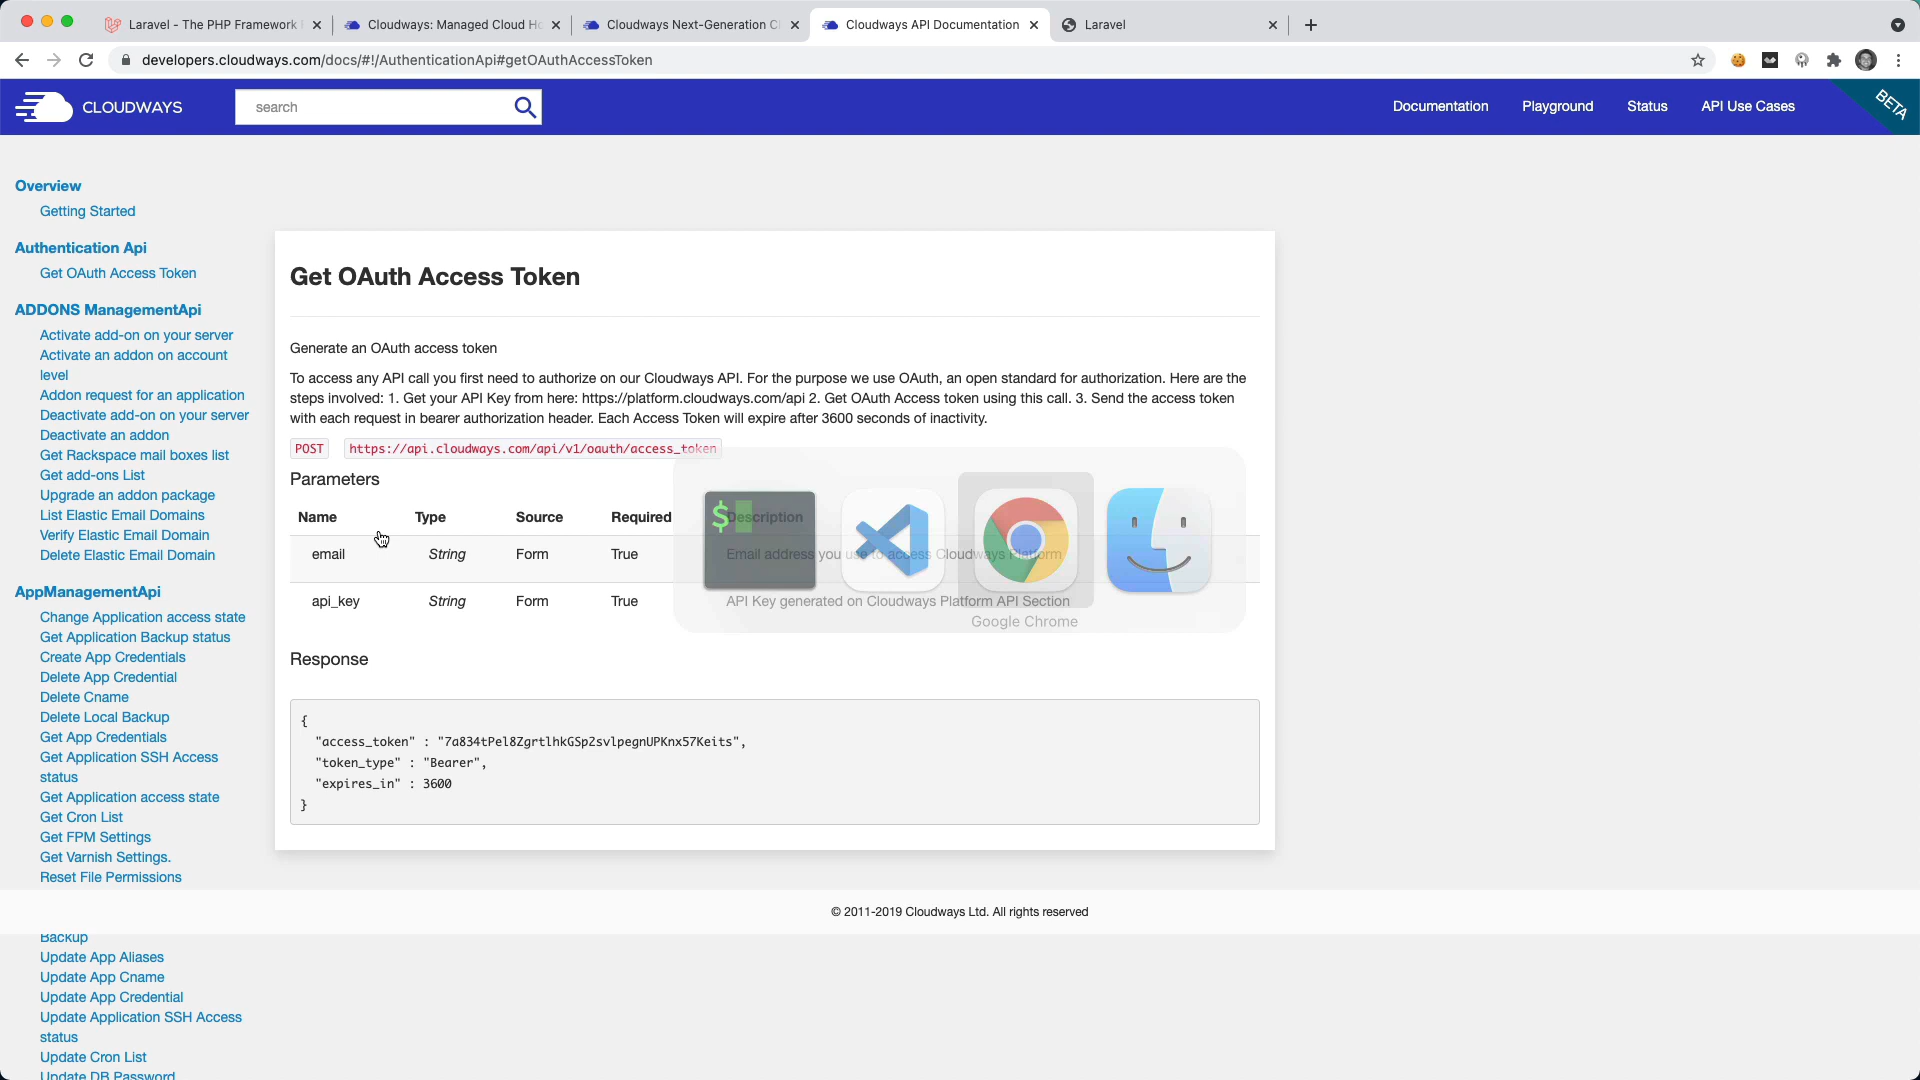 Laravel - The PHP Framework
Cloudways: Managed Cloud Ho
Cloudways Next-Generation Cl
Cloudways API Documentation
Laravel
developers.cloudways.com/docs/#!/AuthenticationApi#getOAuthAccessToken
CLOUDWAYS
search
Documentation
Playground
Status
API Use Cases
BETA
Overview
Getting Started
Authentication Api
Get OAuth Access Token
ADDONS ManagementApi
Activate add-on on your server
Activate an addon on account
level
Addon request for an application
Deactivate add-on on your server
Deactivate an addon
Get Rackspace mail boxes list
Get add-ons List
Upgrade an addon package
List Elastic Email Domains
Verify Elastic Email Domain
Delete Elastic Email Domain
AppManagementApi
Change Application access state
Get Application Backup status
Create App Credentials
Delete App Credential
Delete Cname
Delete Local Backup
Get App Credentials
Get Application SSH Access
status
Get Application access state
Get Cron List
Get FPM Settings
Get Varnish Settings.
Reset File Permissions
Backup
Update App Aliases
Update App Cname
Update App Credential
Update Application SSH Access
status
Update Cron List
Update DB Password
Get OAuth Access Token
Generate an OAuth access token
To access any API call you first need to authorize on our Cloudways API. For the purpose we use OAuth, an open standard for authorization. Here are the
steps involved: 1. Get your API Key from here: https://platform.cloudways.com/api 2. Get OAuth Access token using this call. 3. Send the access token
with each request in bearer authorization header. Each Access Token will expire after 3600 seconds of inactivity.
POST https://api.cloudways.com/api/v1/oauth/access_token
Parameters
Name Type Source Required Description
email String Form True Email address you use to access Cloudways Platform
api_key String Form True API Key generated on Cloudways Platform API Section
$
Google Chrome
Response
{
"access_token" : "7a834tPel8ZgrtlhkGSp2svlpegnUPKnx57Keits",
"token_type" : "Bearer",
"expires_in" : 3600
}
© 2011-2019 Cloudways Ltd. All rights reserved